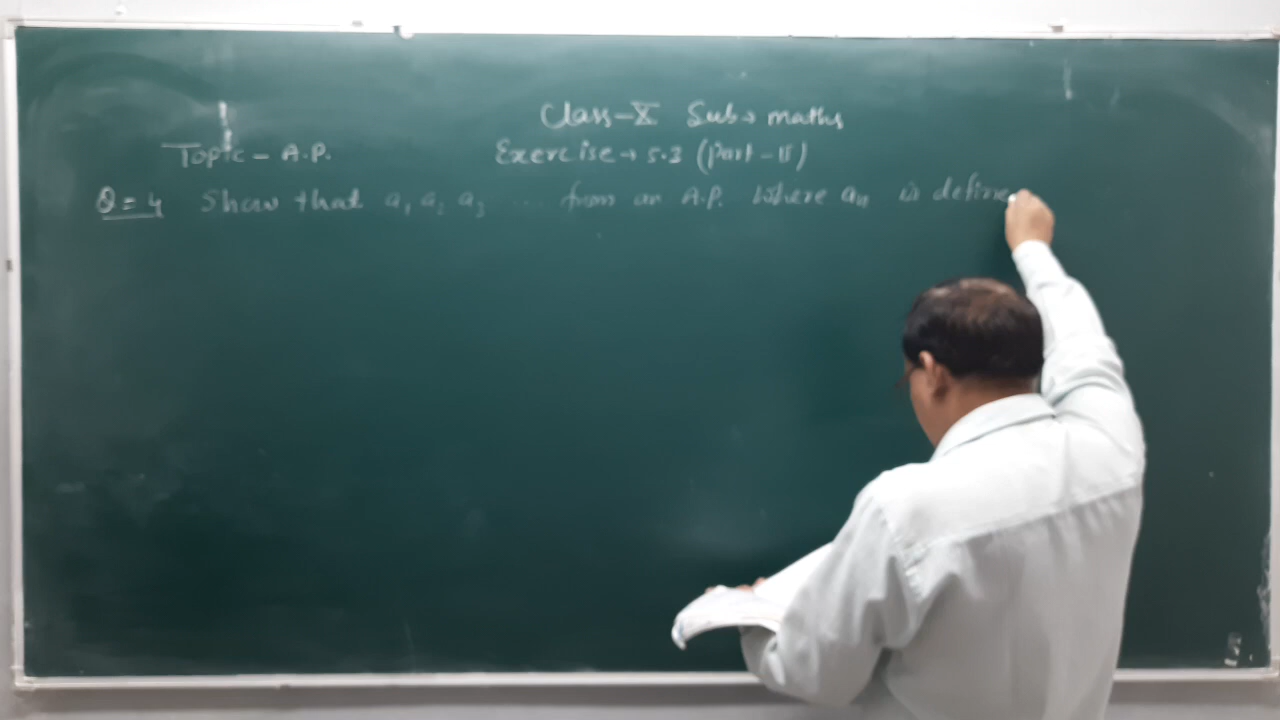 Class-X Sub→ maths
Topic - A.P. Exercise → 5.3 (Part-II)
Q=4 Show that a₁ a₂ a₃ ... from an A.P. Where aₙ is define